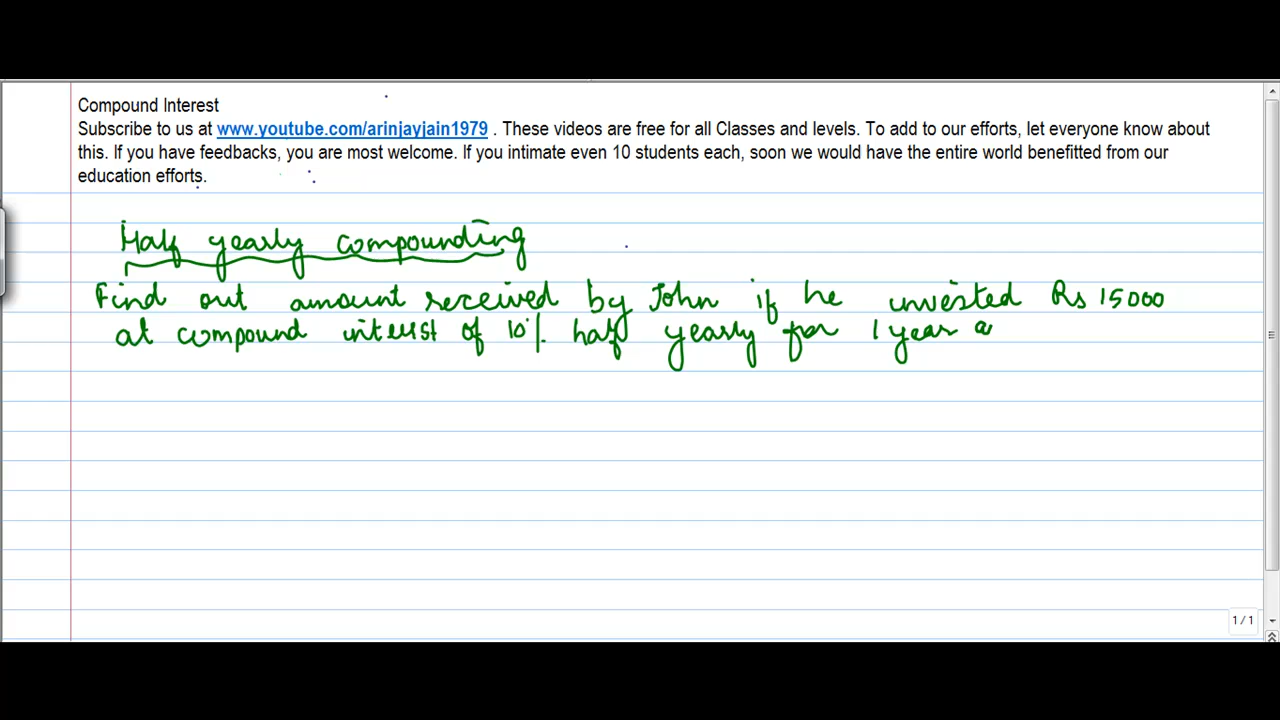 Compound Interest
Subscribe to us at www.youtube.com/arinjayjain1979 . These videos are free for all Classes and levels. To add to our efforts, let everyone know about
this. If you have feedbacks, you are most welcome. If you intimate even 10 students each, soon we would have the entire world benefitted from our
education efforts.
Half yearly compounding
Find out amount received by John if he invested Rs 15000
at compound interest of 10% half yearly for 1 year a
1 / 1